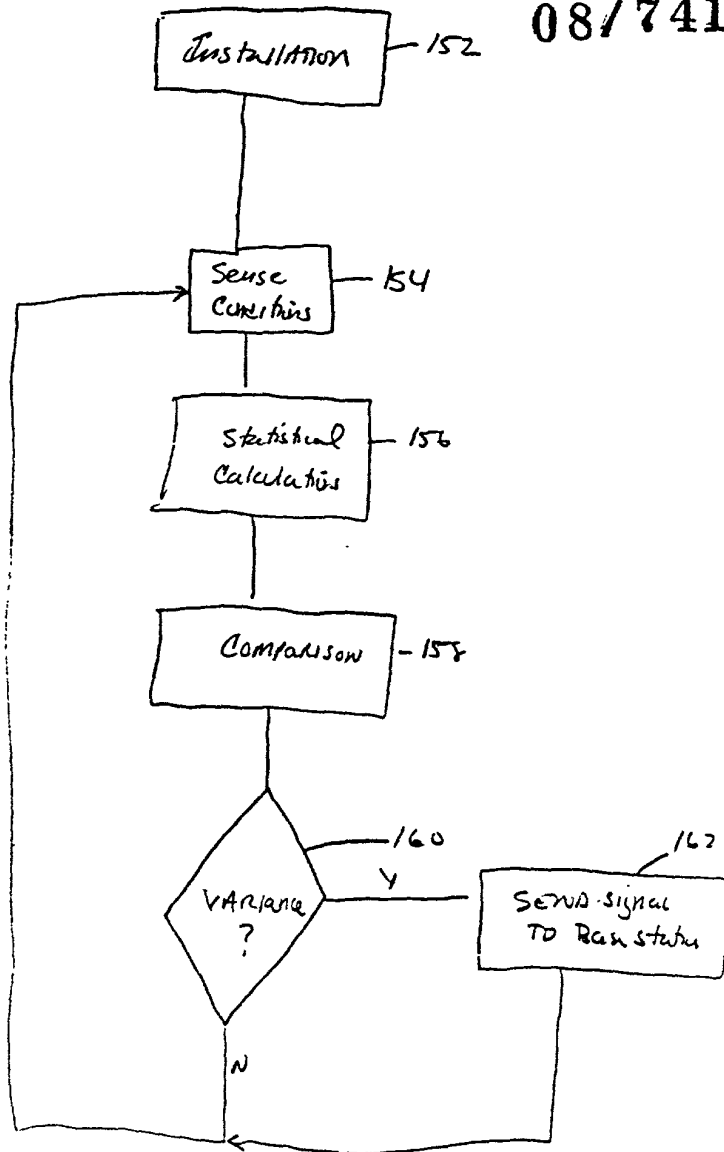 08/741
Installation
152
Sense
Conditions
154
Statistical
Calculations
156
Comparison
158
160
Variance
?
Y
162
Send signal
To Base station
N